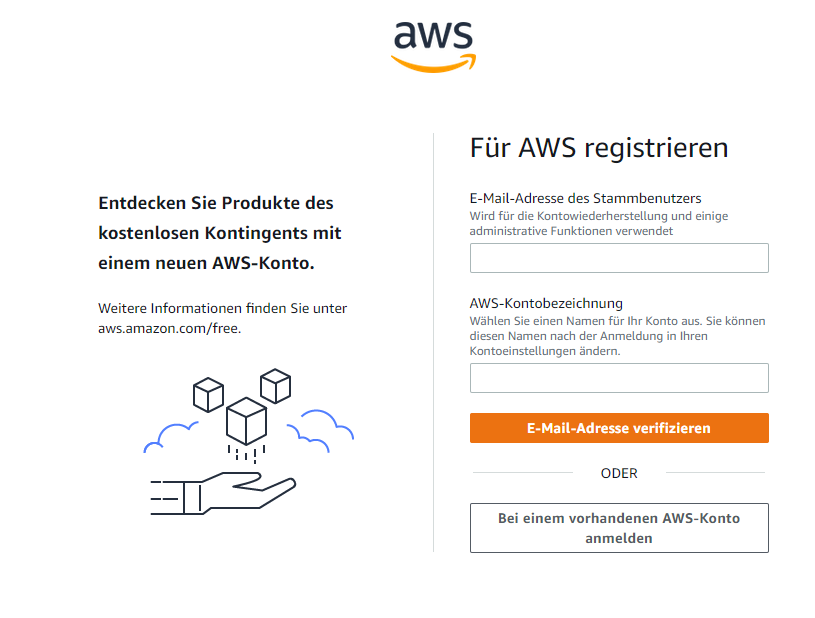 aws
Entdecken Sie Produkte des
kostenlosen Kontingents mit
einem neuen AWS-Konto.
Weitere Informationen finden Sie unter
aws.amazon.com/free.
Für AWS registrieren
E-Mail-Adresse des Stammbenutzers
Wird für die Kontowiederherstellung und einige
administrative Funktionen verwendet
AWS-Kontobezeichnung
Wählen Sie einen Namen für Ihr Konto aus. Sie können
diesen Namen nach der Anmeldung in Ihren
Kontoeinstellungen ändern.
E-Mail-Adresse verifizieren
ODER
Bei einem vorhandenen AWS-Konto
anmelden